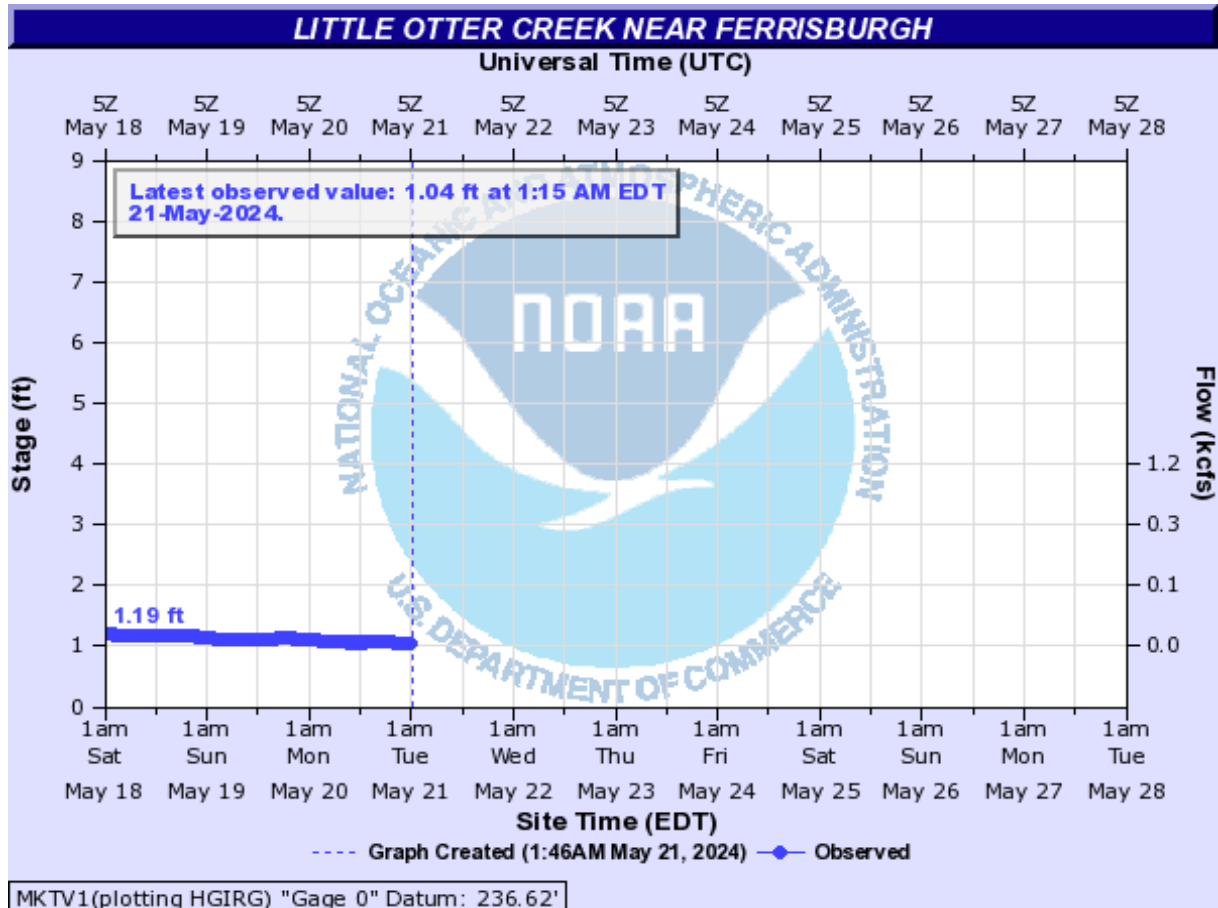 LITTLE OTTER CREEK NEAR FERRISBURGH
Universal Time (UTC)
5Z 5Z 5Z 5Z 5Z 5Z 5Z 5Z 5Z 5Z 5Z
May 18 May 19 May 20 May 21 May 22 May 23 May 24 May 25 May 26 May 27 May 28
Latest observed value: 1.04 ft at 1:15 AM EDT
21-May-2024.
NATIONAL OCEANIC AND ATMOSPHERIC ADMINISTRATION
NOAA
U.S. DEPARTMENT OF COMMERCE
Stage (ft)
9
8
7
6
5
4
3
2
1
0
1.19 ft
Flow (kcfs)
1.2
0.3
0.1
0.0
1am 1am 1am 1am 1am 1am 1am 1am 1am 1am 1am
Sat Sun Mon Tue Wed Thu Fri Sat Sun Mon Tue
May 18 May 19 May 20 May 21 May 22 May 23 May 24 May 25 May 26 May 27 May 28
Site Time (EDT)
Graph Created (1:46AM May 21, 2024) Observed
MKTV1(plotting HGIRG) "Gage 0" Datum: 236.62'